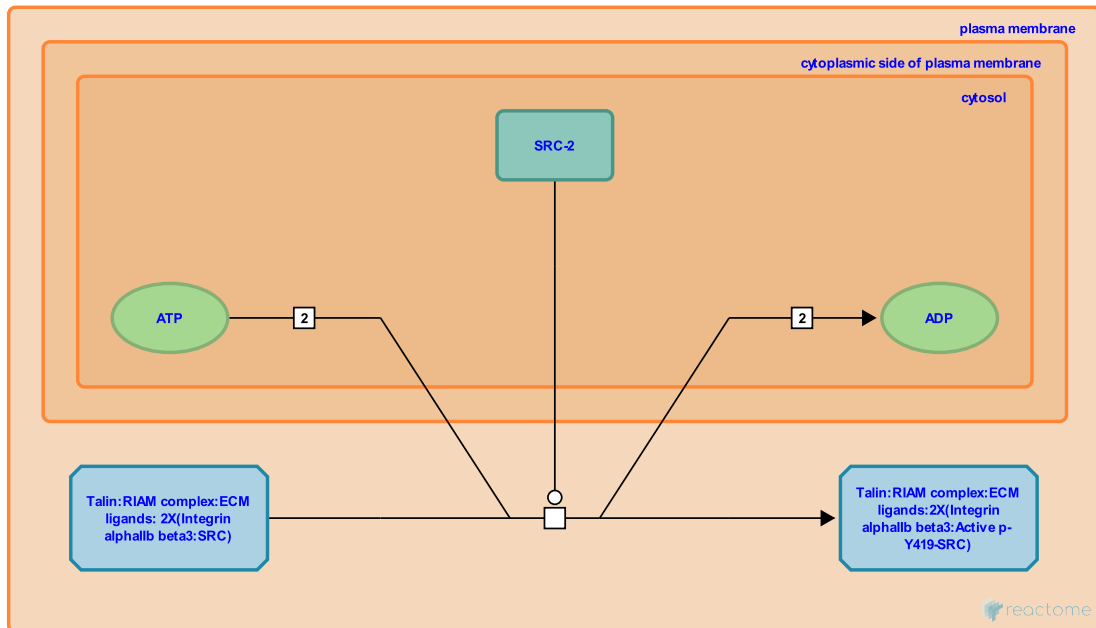 plasma membrane
cytoplasmic side of plasma membrane
cytosol
SRC-2
ATP
2
2
ADP
Talin:RIAM complex:ECM
ligands: 2X(Integrin
alphaIIb beta3:SRC)
Talin:RIAM complex:ECM
ligands:2X(Integrin
alphaIIb beta3:Active p-
Y419-SRC)
reactome